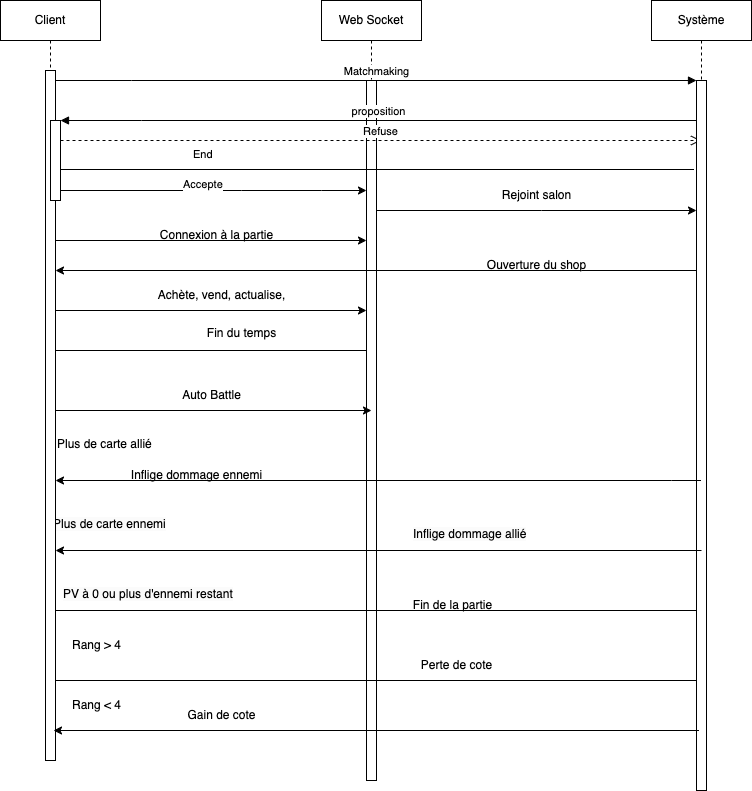 Client
Web Socket
Système
Matchmaking
proposition
Refuse
End
Accepte
Rejoint salon
Connexion à la partie
Ouverture du shop
Achète, vend, actualise,
Fin du temps
Auto Battle
Plus de carte allié
Inflige dommage ennemi
Plus de carte ennemi
Inflige dommage allié
PV à 0 ou plus d'ennemi restant
Fin de la partie
Rang > 4
Perte de cote
Rang < 4
Gain de cote